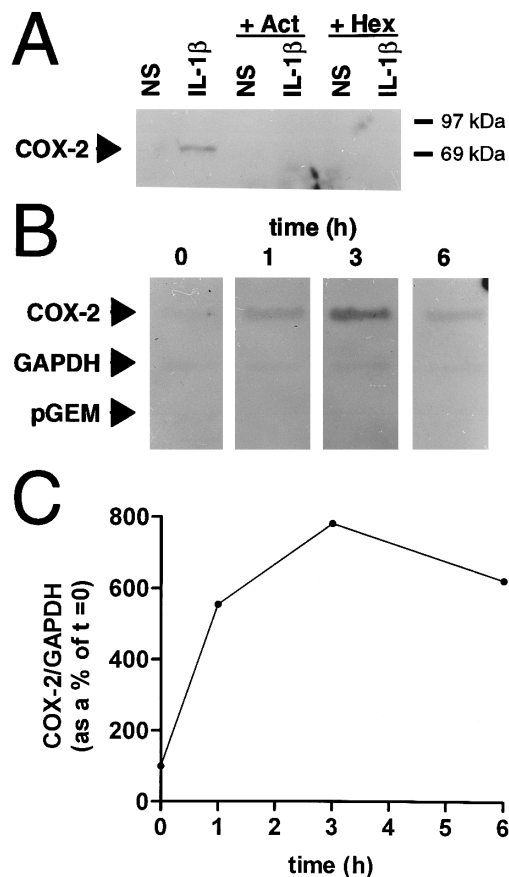 A
+ Act
+ Hex
NS
IL-1β
NS
IL-1β
NS
IL-1β
COX-2
97 kDa
69 kDa
B
time (h)
0 1 3 6
COX-2
GAPDH
pGEM
C
COX-2/GAPDH
(as a % of t =0)
800
600
400
200
0
0 1 2 3 4 5 6
time (h)